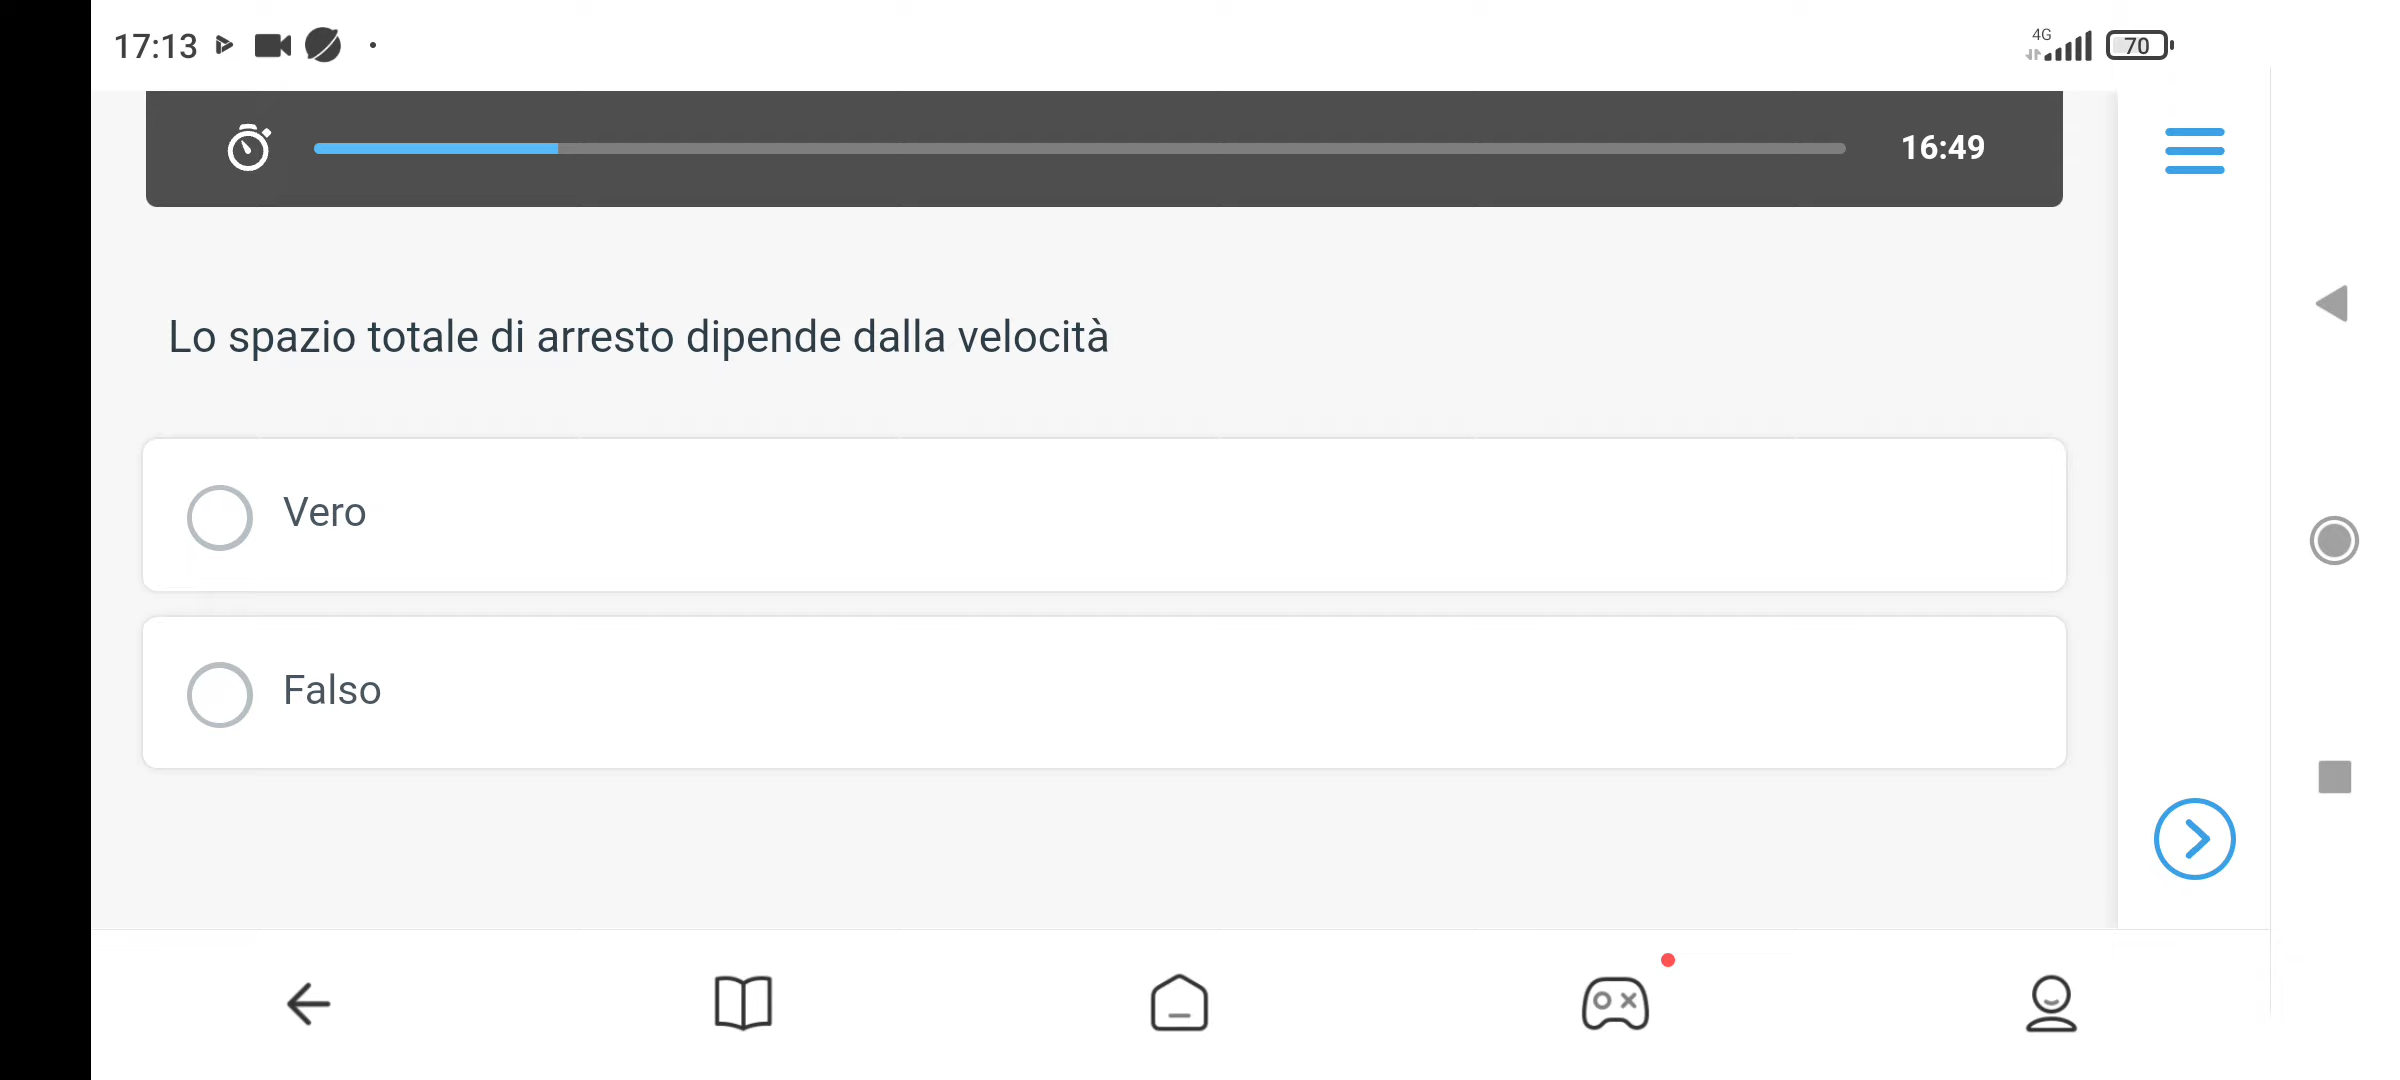 17:13
4G
70
16:49
Lo spazio totale di arresto dipende dalla velocità
Vero
Falso